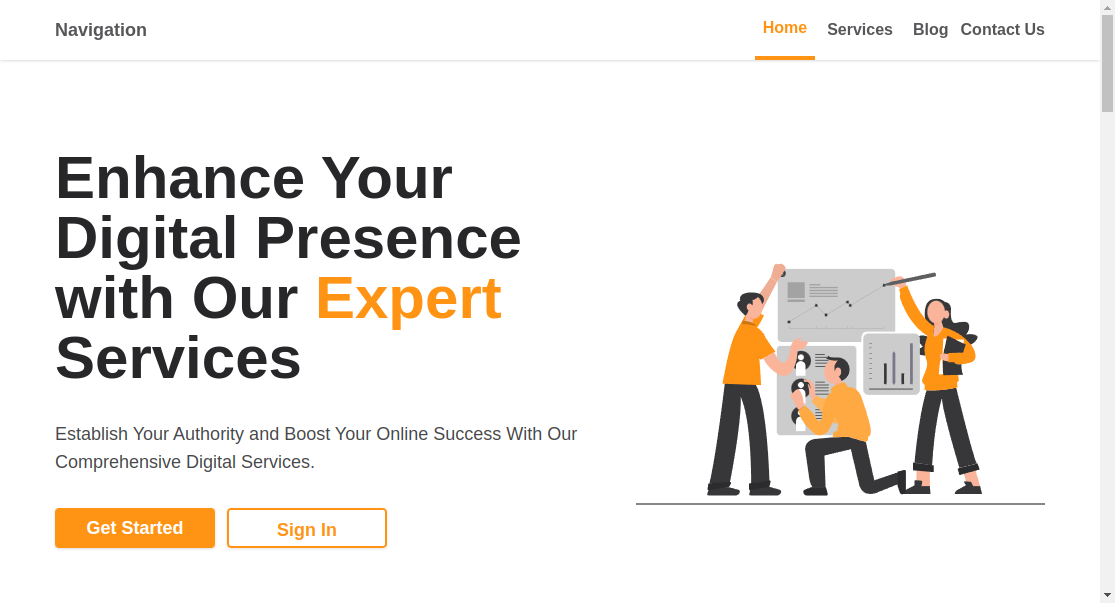 Navigation
Home Services Blog Contact Us
Enhance Your
Digital Presence
with Our Expert
Services
Establish Your Authority and Boost Your Online Success With Our
Comprehensive Digital Services.
Get Started
Sign In